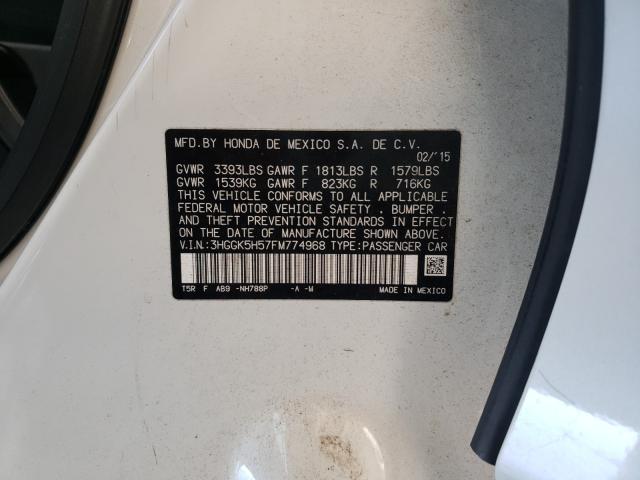 MFD.BY HONDA DE MEXICO S.A. DE C.V.
02/'15
GVWR 3393LBS GAWR F 1813LBS R 1579LBS
GVWR 1539KG GAWR F 823KG R 716KG
THIS VEHICLE CONFORMS TO ALL APPLICABLE
FEDERAL MOTOR VEHICLE SAFETY . BUMPER .
AND THEFT PREVENTION STANDARDS IN EFFECT
ON THE DATE OF MANUFACTURE SHOWN ABOVE.
V.I.N.:3HGGK5H57FM774968 TYPE:PASSENGER CAR
T5R F AB9 -NH788P -A -M MADE IN MEXICO